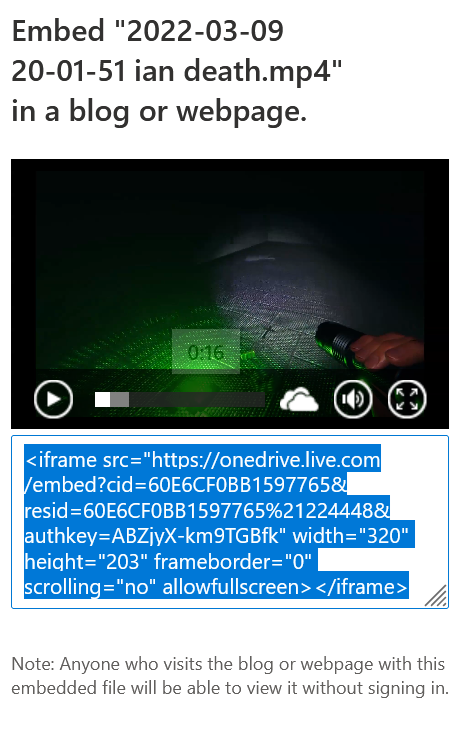 Embed "2022-03-09
20-01-51 ian death.mp4"
in a blog or webpage.
0:16
<iframe src="https://onedrive.live.com
/embed?cid=60E6CF0BB1597765&
resid=60E6CF0BB1597765%21224448&
authkey=ABZjyX-km9TGBfk" width="320"
height="203" frameborder="0"
scrolling="no" allowfullscreen></iframe>
Note: Anyone who visits the blog or webpage with this
embedded file will be able to view it without signing in.